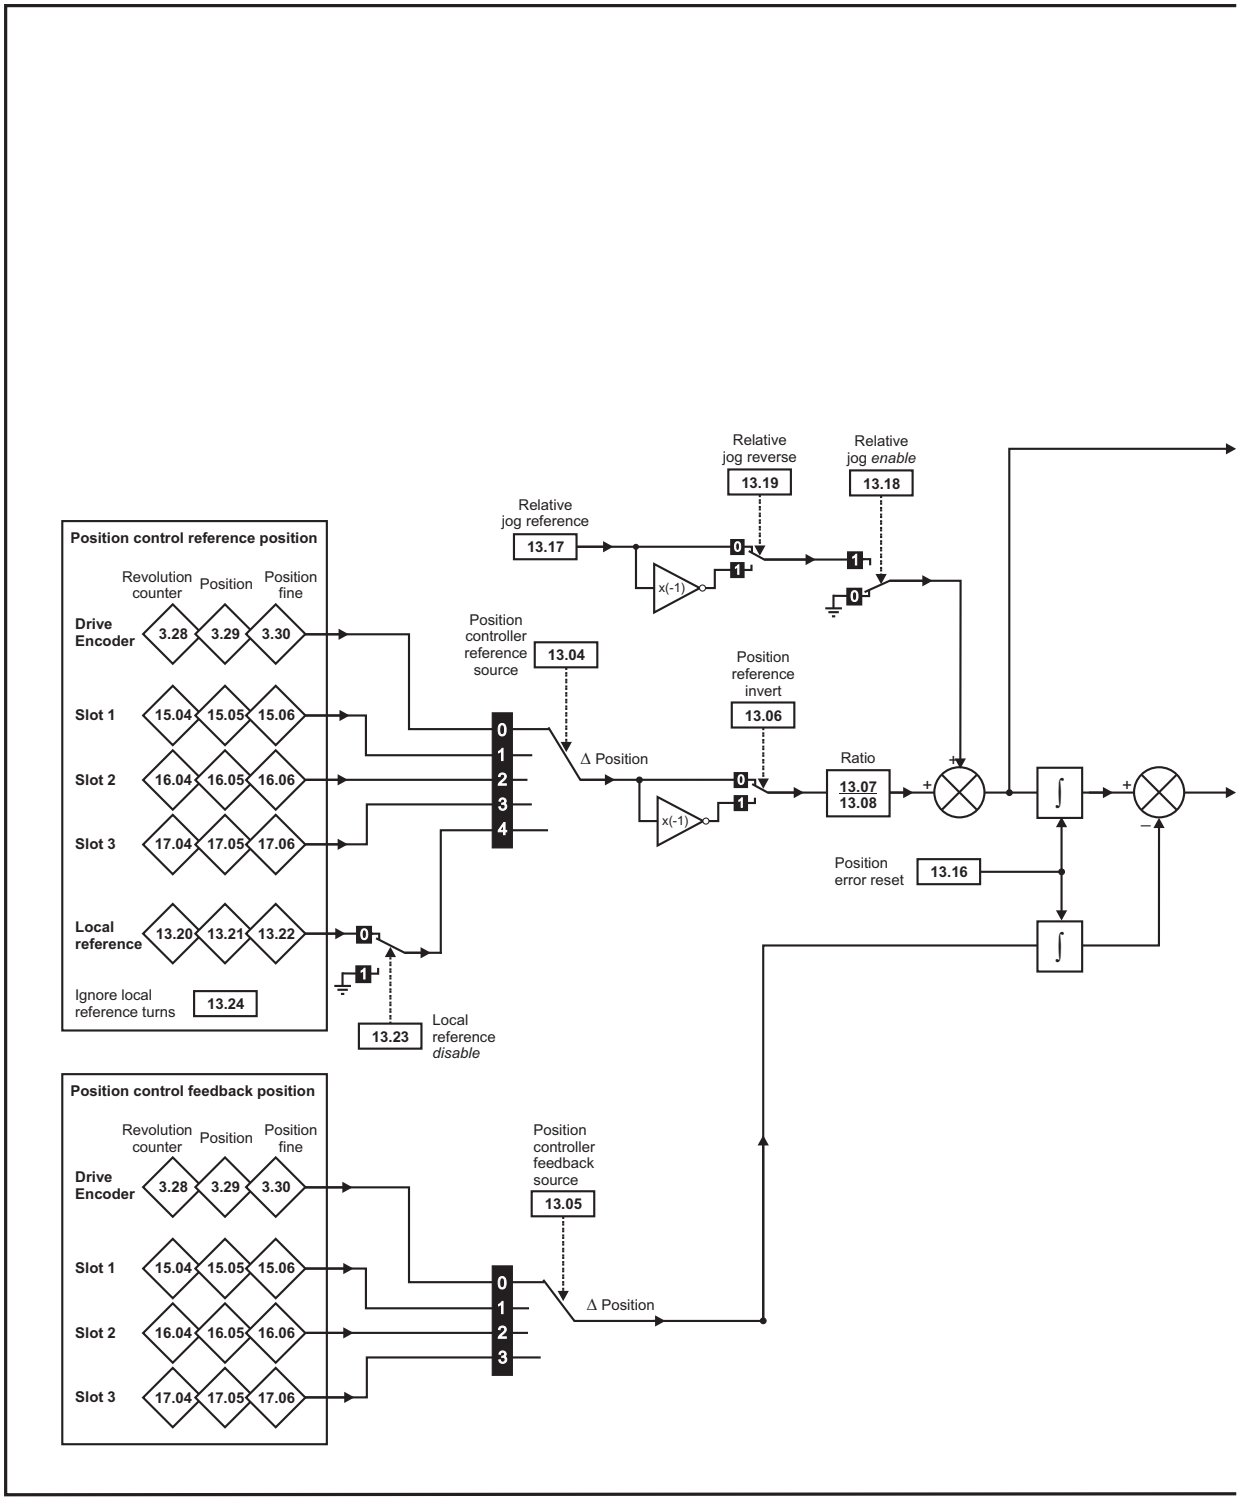 Relative
jog reverse
13.19
Relative
jog enable
13.18
Relative
jog reference
13.17
0
1
x(-1)
1
0
Position control reference position
Revolution
counter
Position
Position
fine
Drive
Encoder
3.28
3.29
3.30
Slot 1
15.04
15.05
15.06
Slot 2
16.04
16.05
16.06
Slot 3
17.04
17.05
17.06
Local
reference
13.20
13.21
13.22
Ignore local
reference turns
13.24
0
1
13.23
Local
reference
disable
Position
controller
reference
source
13.04
0
1
2
3
4
Δ Position
Position
reference
invert
13.06
0
1
x(-1)
Ratio
13.07
13.08
+
+
∫
+
–
Position
error reset
13.16
∫
Position control feedback position
Revolution
counter
Position
Position
fine
Drive
Encoder
3.28
3.29
3.30
Slot 1
15.04
15.05
15.06
Slot 2
16.04
16.05
16.06
Slot 3
17.04
17.05
17.06
Position
controller
feedback
source
13.05
0
1
2
3
Δ Position